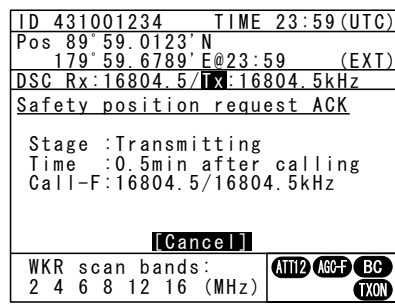 ID 431001234 TIME 23:59(UTC)
Pos 89°59.0123'N
179°59.6789'E@23:59 (EXT)
DSC Rx:16804.5/Tx:16804.5kHz
Safety position request ACK
Stage :Transmitting
Time :0.5min after calling
Call-F:16804.5/16804.5kHz
[Cancel]
WKR scan bands:
2 4 6 8 12 16 (MHz)
ATT12 AGC-F BC
TXON